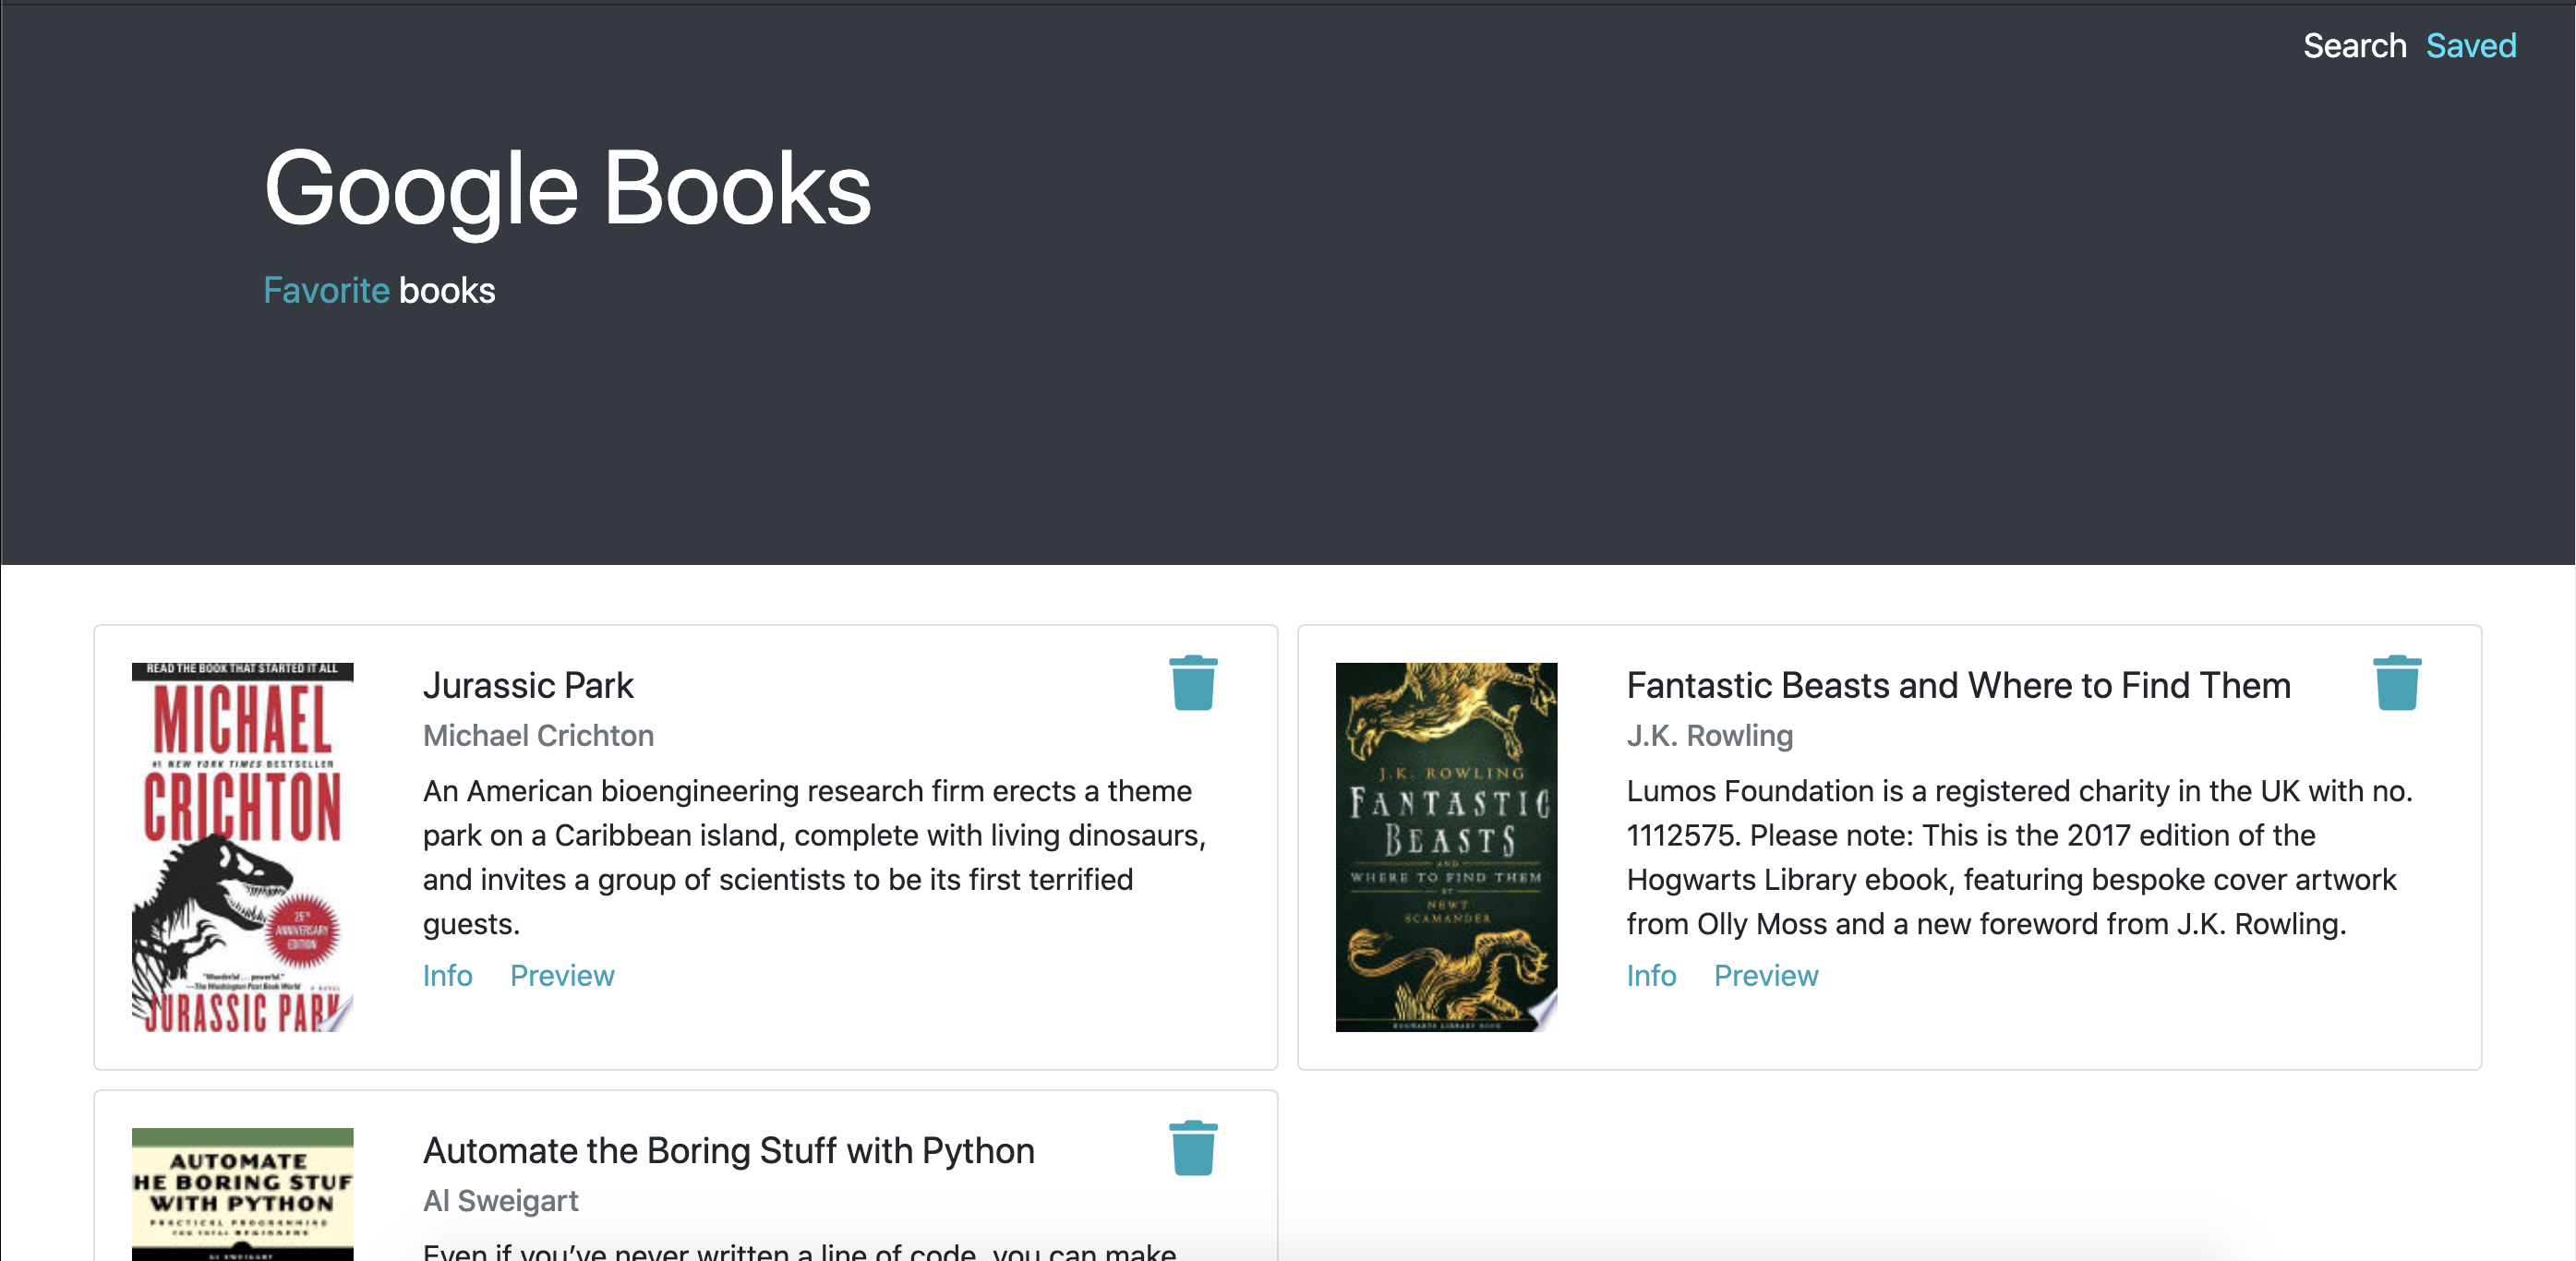 Search Saved
Google Books
Favorite books
READ THE BOOK THAT STARTED IT ALL
MICHAEL
#1 NEW YORK TIMES BESTSELLER
CRICHTON
25TH
ANNIVERSARY
EDITION
"Wonderful . . . powerful."
—The Washington Post Book World
A NOVEL
JURASSIC PARK
Jurassic Park
Michael Crichton
An American bioengineering research firm erects a theme
park on a Caribbean island, complete with living dinosaurs,
and invites a group of scientists to be its first terrified
guests.
Info Preview
J.K. ROWLING
FANTASTIC
BEASTS
AND
WHERE TO FIND THEM
BY
NEWT
SCAMANDER
HOGWARTS LIBRARY BOOK
Fantastic Beasts and Where to Find Them
J.K. Rowling
Lumos Foundation is a registered charity in the UK with no.
1112575. Please note: This is the 2017 edition of the
Hogwarts Library ebook, featuring bespoke cover artwork
from Olly Moss and a new foreword from J.K. Rowling.
Info Preview
AUTOMATE
HE BORING STUF
WITH PYTHON
PRACTICAL PROGRAMMING
FOR TOTAL BEGINNERS
AL SWEIGART
Automate the Boring Stuff with Python
Al Sweigart
Even if you've never written a line of code, you can make